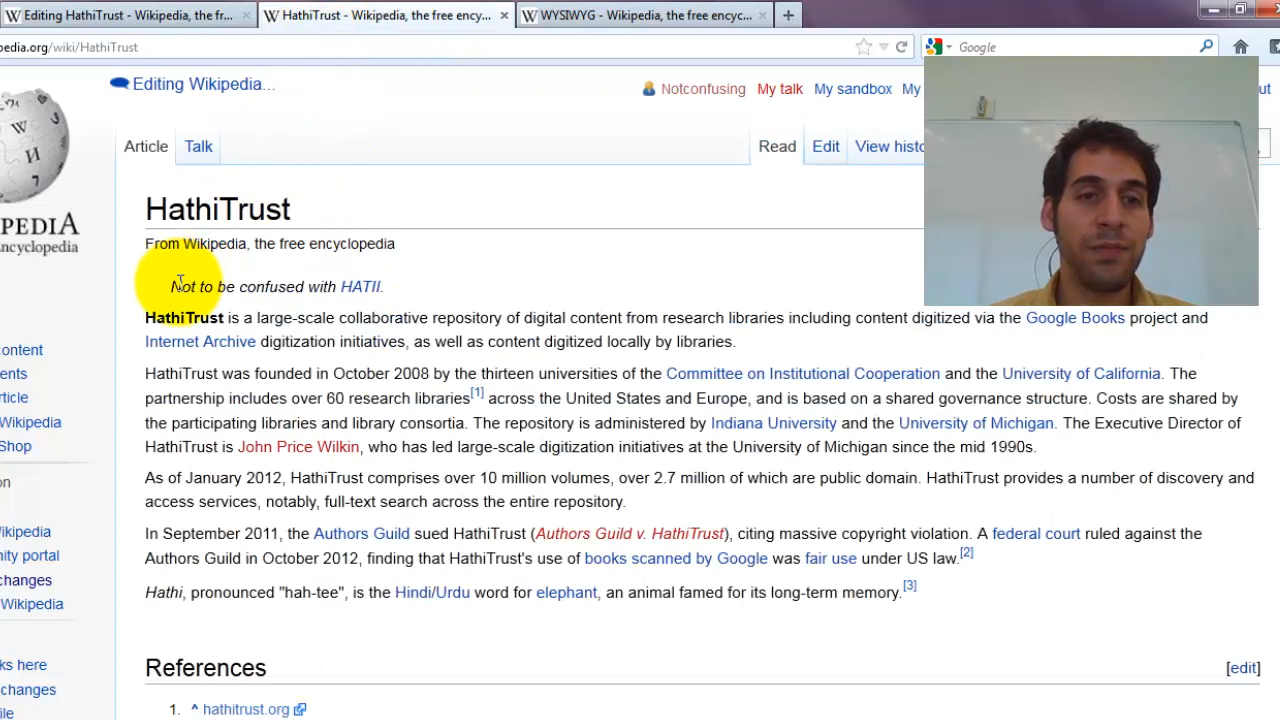 Editing HathiTrust - Wikipedia, the fr...
HathiTrust - Wikipedia, the free ency...
WYSIWYG - Wikipedia, the free encyc...
pedia.org/wiki/HathiTrust
Google
Editing Wikipedia...
Notconfusing My talk My sandbox My
Article Talk Read Edit View histo
HathiTrust
From Wikipedia, the free encyclopedia
Not to be confused with HATII.
HathiTrust is a large-scale collaborative repository of digital content from research libraries including content digitized via the Google Books project and
Internet Archive digitization initiatives, as well as content digitized locally by libraries.
HathiTrust was founded in October 2008 by the thirteen universities of the Committee on Institutional Cooperation and the University of California. The
partnership includes over 60 research libraries[1] across the United States and Europe, and is based on a shared governance structure. Costs are shared by
the participating libraries and library consortia. The repository is administered by Indiana University and the University of Michigan. The Executive Director of
HathiTrust is John Price Wilkin, who has led large-scale digitization initiatives at the University of Michigan since the mid 1990s.
As of January 2012, HathiTrust comprises over 10 million volumes, over 2.7 million of which are public domain. HathiTrust provides a number of discovery and
access services, notably, full-text search across the entire repository.
In September 2011, the Authors Guild sued HathiTrust (Authors Guild v. HathiTrust), citing massive copyright violation. A federal court ruled against the
Authors Guild in October 2012, finding that HathiTrust's use of books scanned by Google was fair use under US law.[2]
Hathi, pronounced "hah-tee", is the Hindi/Urdu word for elephant, an animal famed for its long-term memory.[3]
References [edit]
1. ^ hathitrust.org
PEDIA
ncyclopedia
ontent
ents
rticle
Wikipedia
Shop
on
ikipedia
nity portal
changes
Wikipedia
ks here
changes
file
ut